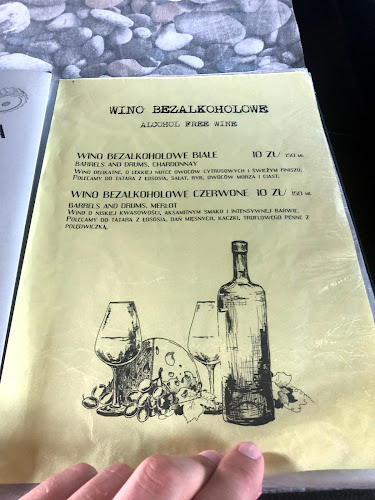 WINO BEZALKOHOLOWE
ALCOHOL FREE WINE
WINO BEZALKOHOLOWE BIAŁE 10 ZŁ/ 150 ML
BARRELS AND DRUMS, CHARDONNAY
WINO DELIKATNE, O LEKKIEJ NUTCE OWOCÓW CYTRUSOWYCH I ŚWIEŻYM FINISZU.
POLECAMY DO TATARA Z ŁOSOSIA, SAŁAT, RYB, OWOCÓW MORZA I CIAST.
WINO BEZALKOHOLOWE CZERWONE 10 ZŁ/ 150 ML
BARRELS AND DRUMS, MERLOT
WINO O NISKIEJ KWASOWOŚCI, AKSAMITNYM SMAKU I INTENSYWNEJ BARWIE.
POLECAMY DO TATARA Z ŁOSOSIA, DAŃ MIĘSNYCH, KACZKI, TRUFLOWEGO PENNE Z
POLĘDWICZKĄ.